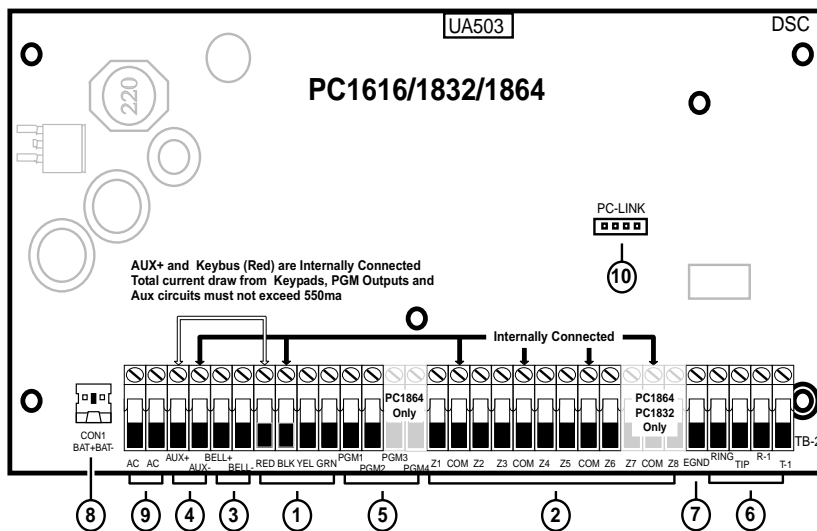 UA503
DSC
PC1616/1832/1864
220
PC-LINK
10
AUX+ and Keybus (Red) are Internally Connected
Total current draw from Keypads, PGM Outputs and
Aux circuits must not exceed 550ma
Internally Connected
PC1864
Only
PC1864
PC1832
Only
CON1
BAT+BAT-
TB-2
AC AC AUX+ AUX- BELL+ BELL- RED BLK YEL GRN PGM1 PGM2 PGM3 PGM4 Z1 COM Z2 Z3 COM Z4 Z5 COM Z6 Z7 COM Z8 EGND RING TIP R-1 T-1
8 9 4 3 1 5 2 7 6